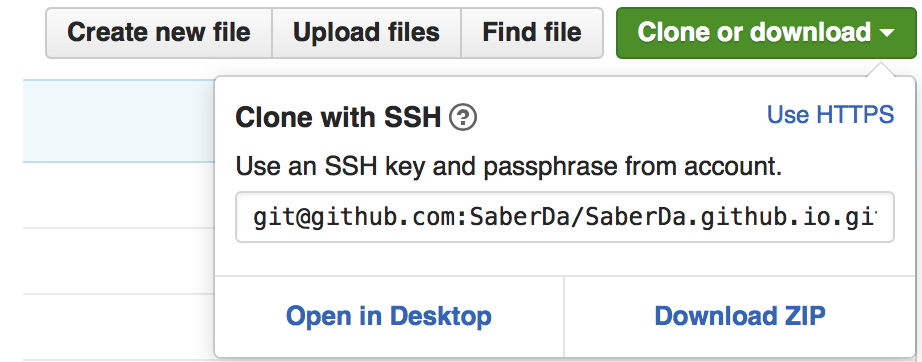 Create new file Upload files Find file Clone or download
Clone with SSH ? Use HTTPS
Use an SSH key and passphrase from account.
git@github.com:SaberDa/SaberDa.github.io.gi
Open in Desktop Download ZIP